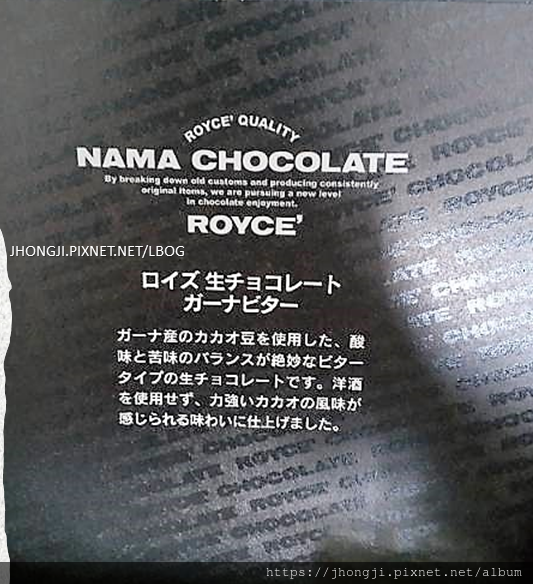 ROYCE' QUALITY
NAMA CHOCOLATE
By breaking down old customs and producing consistently
original items, we are pursuing a new level
in chocolate enjoyment.
ROYCE'
JHONGJI.PIXNET.NET/LBOG
ロイズ 生チョコレート
ガーナビター
ガーナ産のカカオ豆を使用した、酸
味と苦味のバランスが絶妙なビター
タイプの生チョコレートです。洋酒
を使用せず、力強いカカオの風味が
感じられる味わいに仕上げました。
https://jhongji.pixnet.net/album